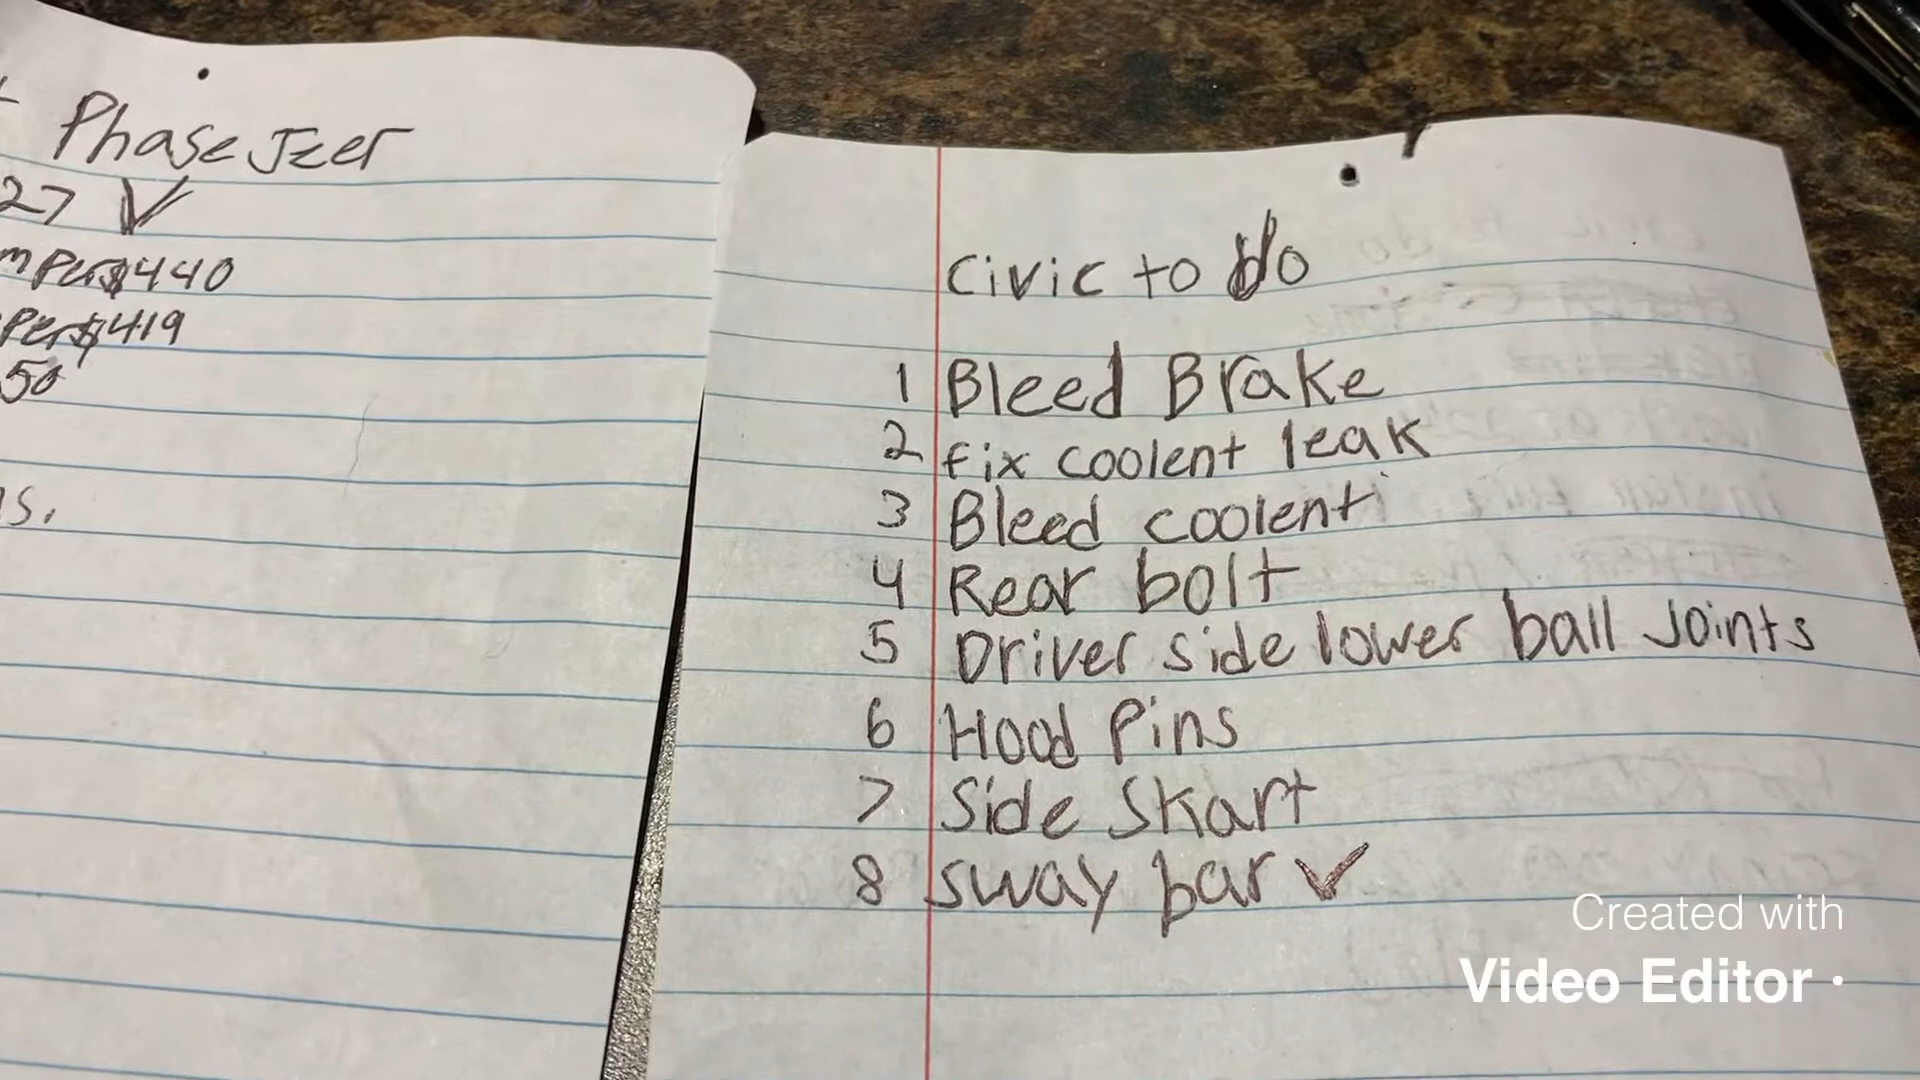 Phase
27 ✓
$440
$419
50
s.
Civic to do
1 Bleed Brake
2 fix coolent leak
3 Bleed coolent
4 Rear bolt
5 Driver side lower ball Joints
6 Hood Pins
7 Side Skart
8 sway bar ✓
Created with
Video Editor